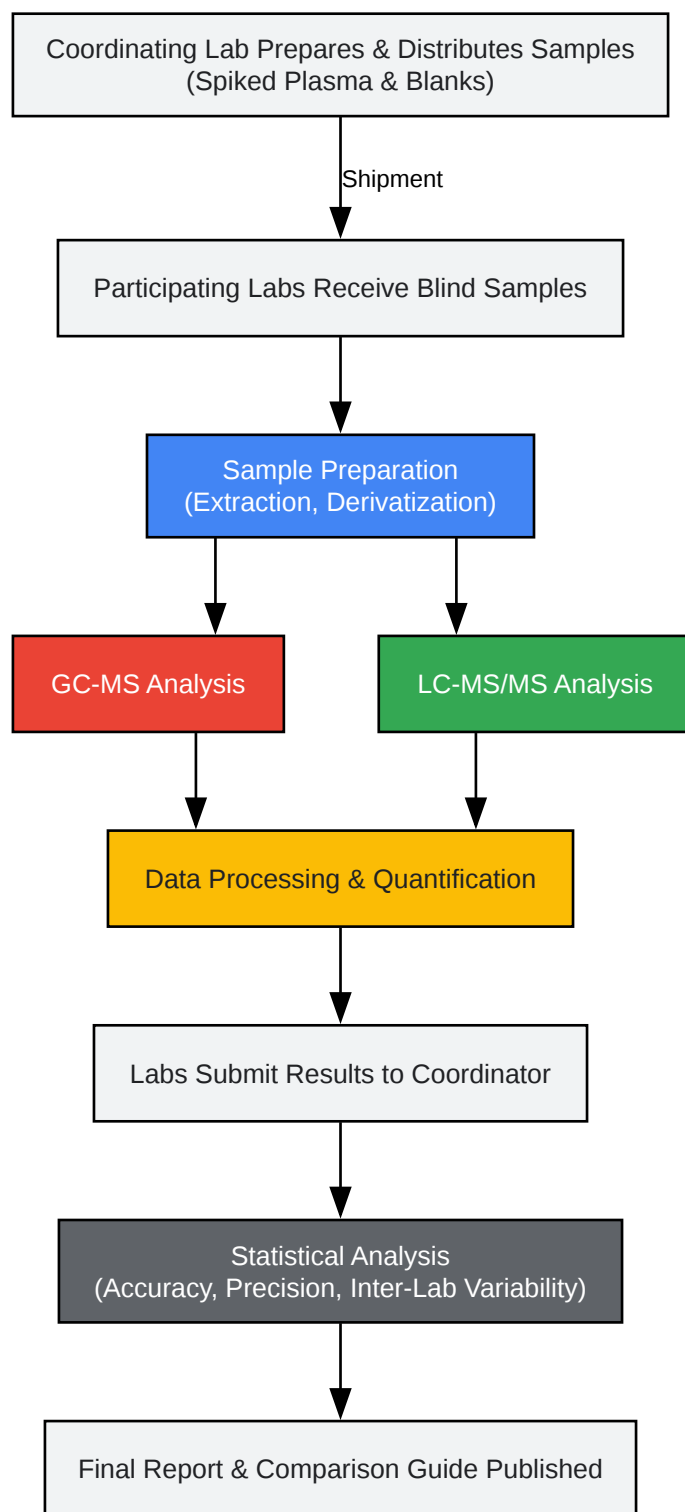 Coordinating Lab Prepares & Distributes Samples
(Spiked Plasma & Blanks)
Shipment
Participating Labs Receive Blind Samples
Sample Preparation
(Extraction, Derivatization)
GC-MS Analysis
LC-MS/MS Analysis
Data Processing & Quantification
Labs Submit Results to Coordinator
Statistical Analysis
(Accuracy, Precision, Inter-Lab Variability)
Final Report & Comparison Guide Published